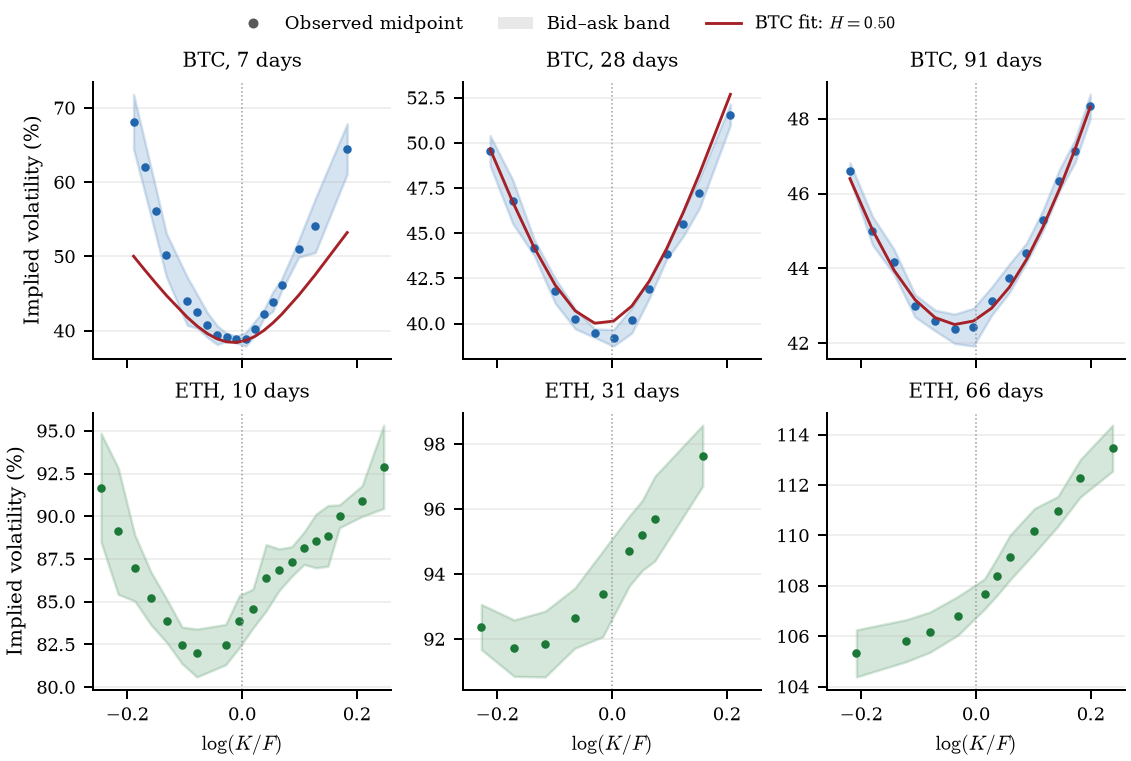 Observed midpoint Bid–ask band BTC fit: H = 0.50
BTC, 7 days
BTC, 28 days
BTC, 91 days
Implied volatility (%)
70
60
50
40
52.5
50.0
47.5
45.0
42.5
40.0
48
46
44
42
ETH, 10 days
ETH, 31 days
ETH, 66 days
Implied volatility (%)
95.0
92.5
90.0
87.5
85.0
82.5
80.0
98
96
94
92
114
112
110
108
106
104
−0.2 0.0 0.2
−0.2 0.0 0.2
−0.2 0.0 0.2
log(K/F)
log(K/F)
log(K/F)